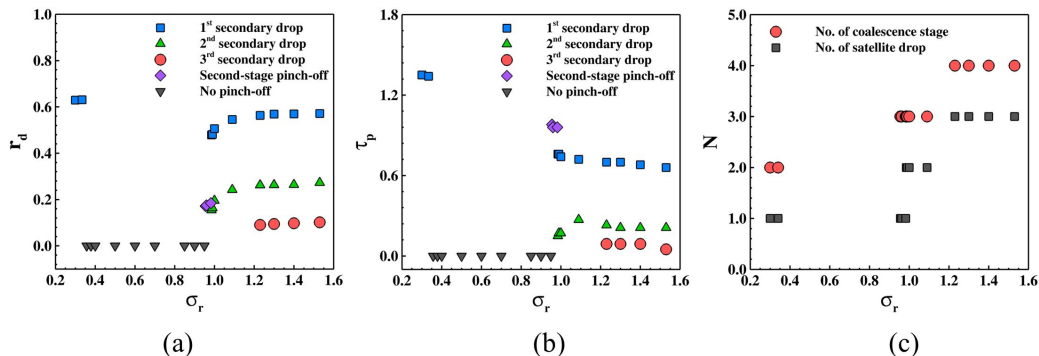 1st secondary drop
2nd secondary drop
3rd secondary drop
Second-stage pinch-off
No pinch-off
r_d
1.0
0.8
0.6
0.4
0.2
0.0
0.2 0.4 0.6 0.8 1.0 1.2 1.4 1.6
σ_r
(a)
1st secondary drop
2nd secondary drop
3rd secondary drop
Second-stage pinch-off
No pinch-off
τ_p
1.8
1.2
0.6
0.0
0.2 0.4 0.6 0.8 1.0 1.2 1.4 1.6
σ_r
(b)
No. of coalescence stage
No. of satellite drop
N
5.0
4.0
3.0
2.0
1.0
0.0
0.2 0.4 0.6 0.8 1.0 1.2 1.4 1.6
σ_r
(c)